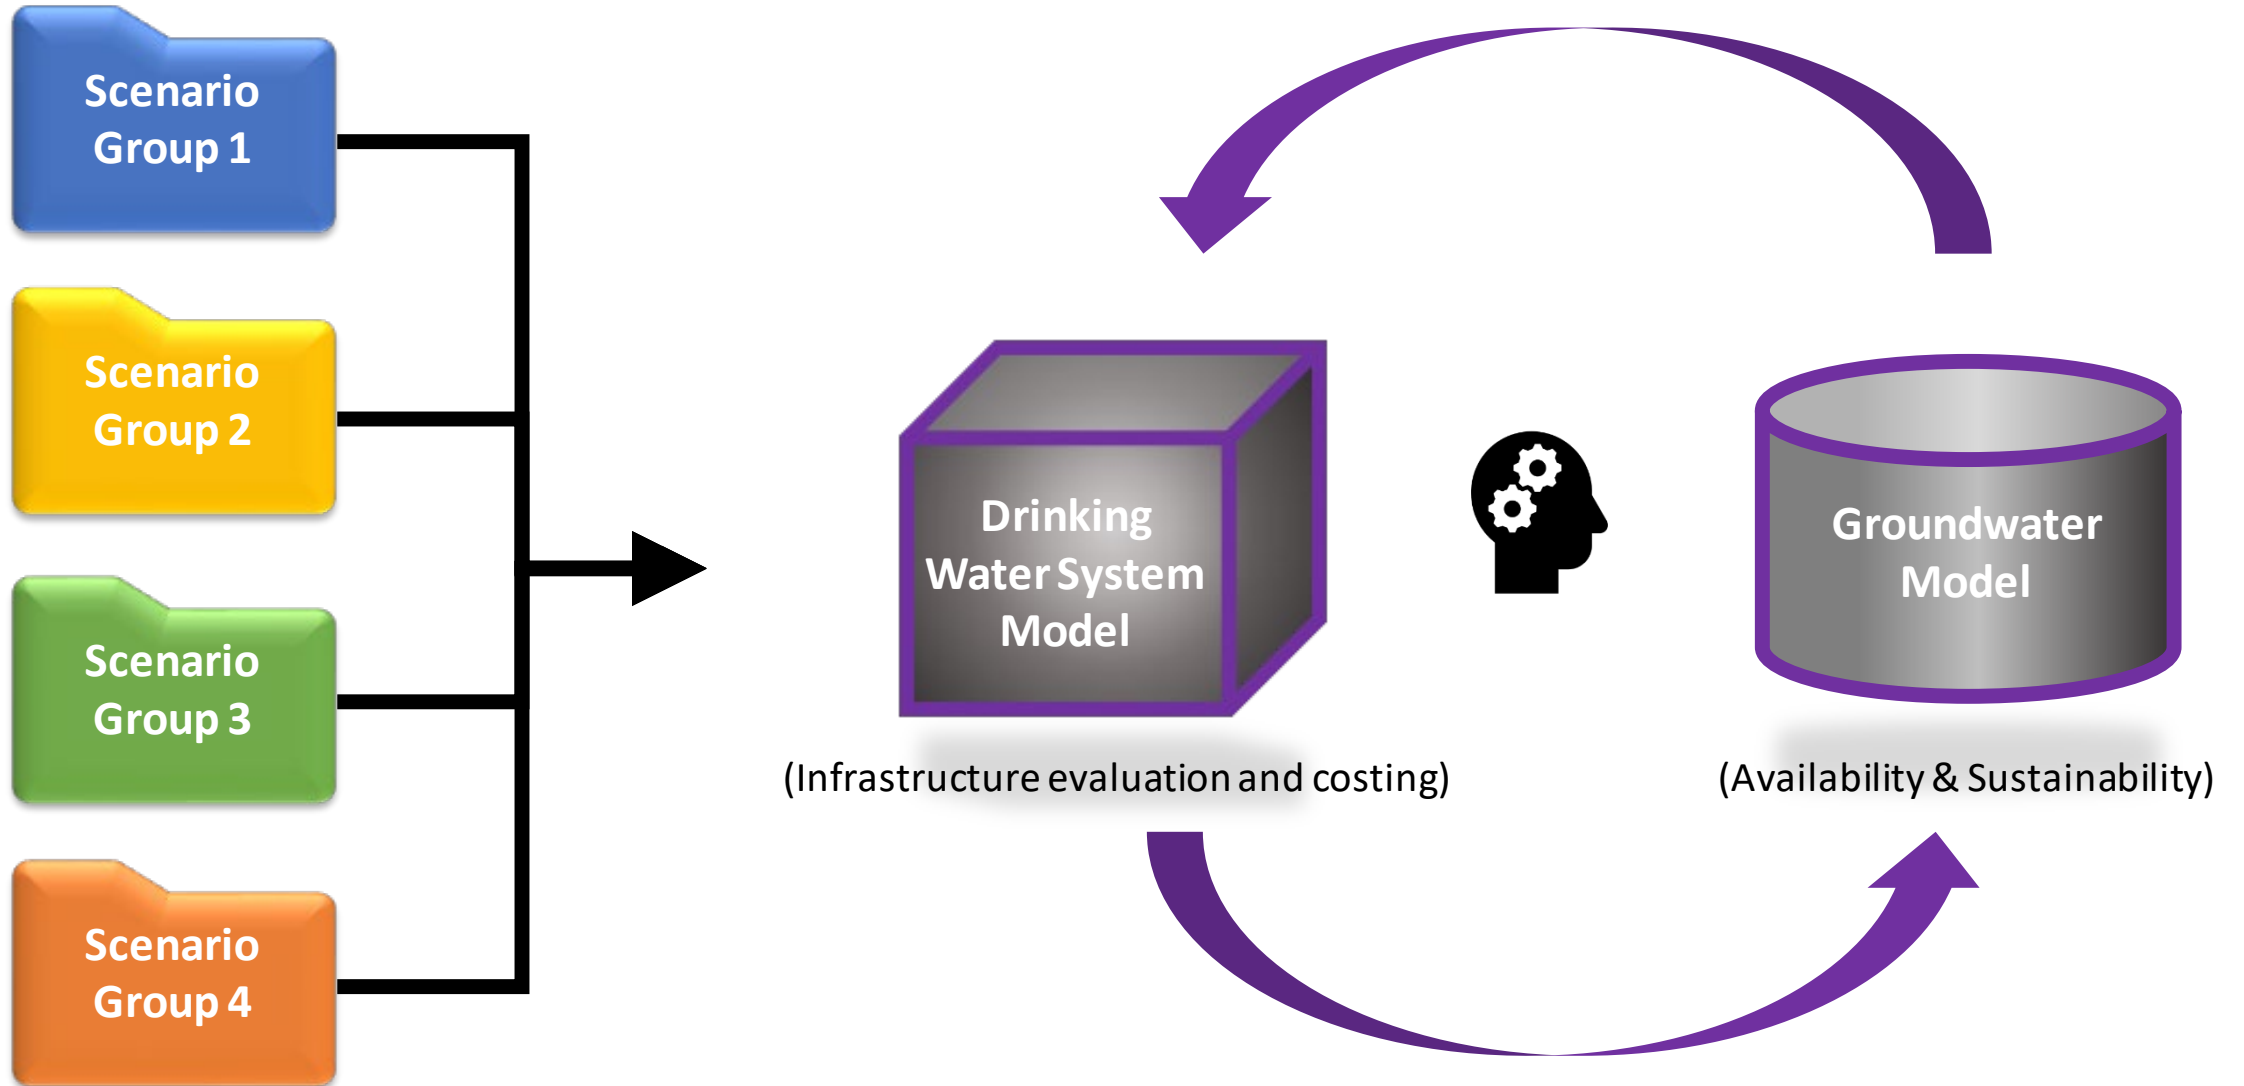 Scenario
Group 1
Scenario
Group 2
Scenario
Group 3
Scenario
Group 4
Drinking
Water System
Model
(Infrastructure evaluation and costing)
Groundwater
Model
(Availability & Sustainability)